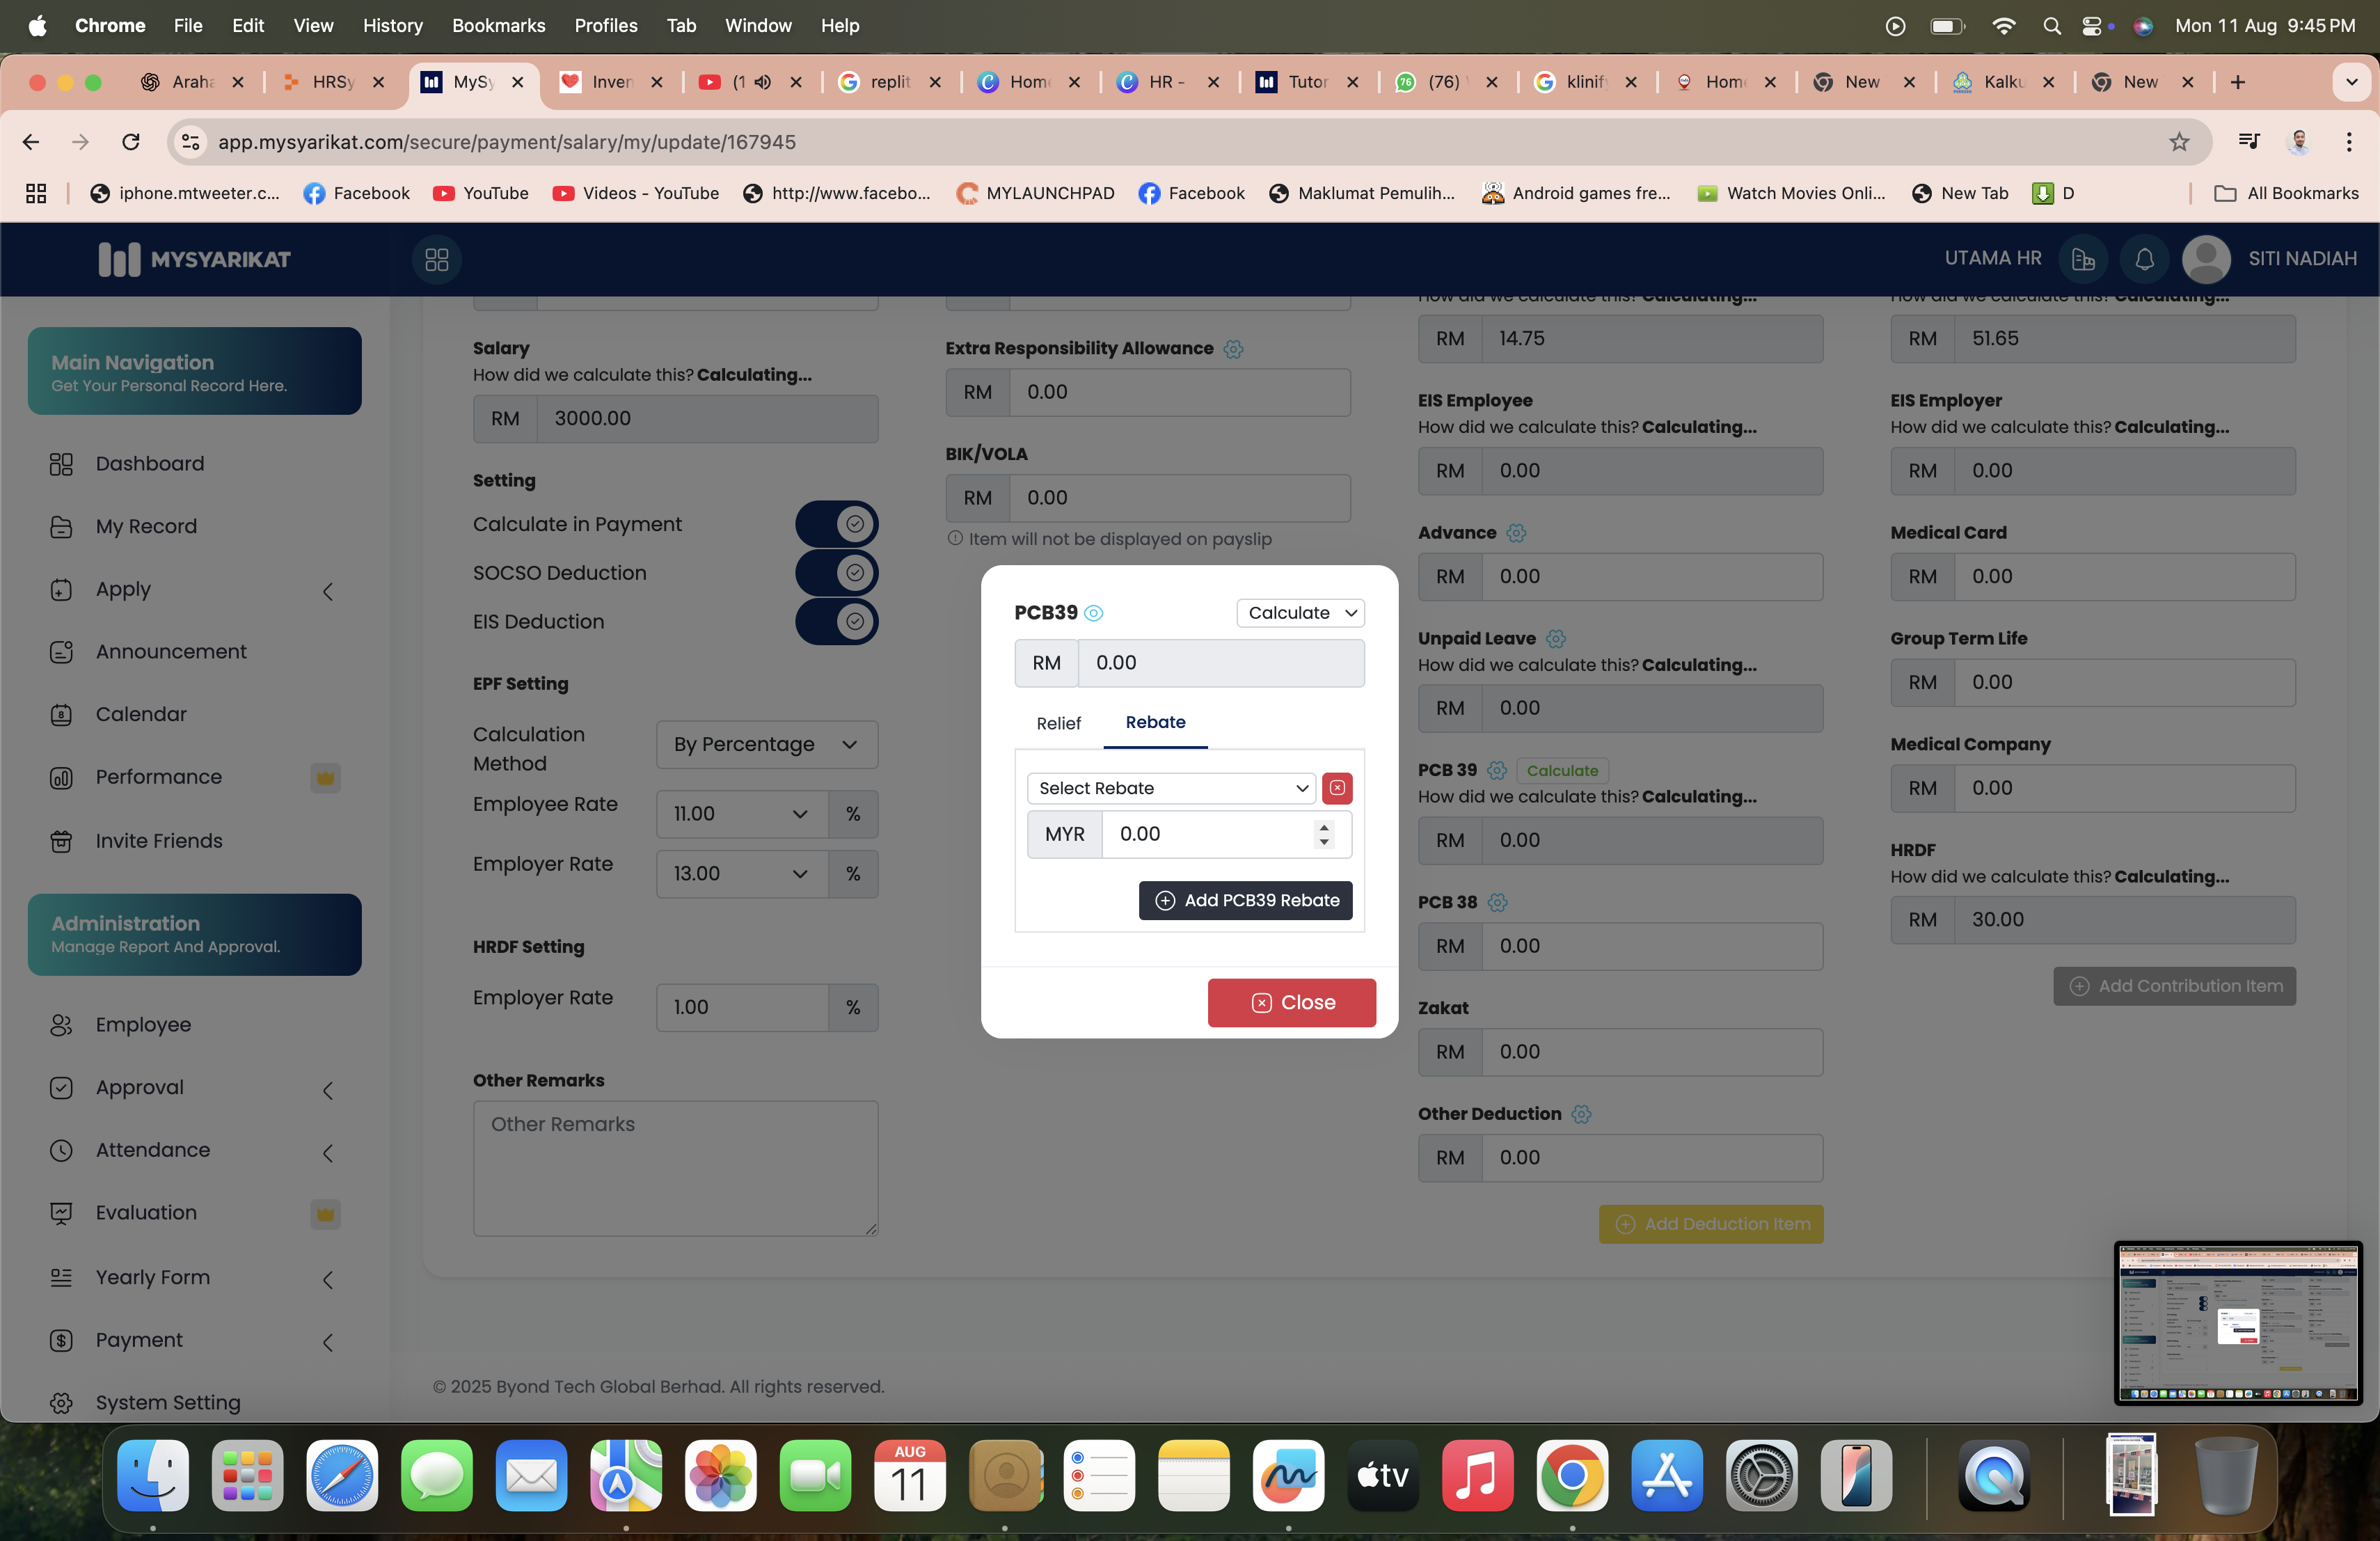 Chrome File Edit View History Bookmarks Profiles Tab Window Help
Mon 11 Aug 9:45 PM
Araha HRSy MySy Inven (1 replit Home HR - Tutor (76) klinif Home New Kalku New
app.mysyarikat.com/secure/payment/salary/my/update/167945
iphone.mtweeter.c... Facebook YouTube Videos - YouTube http://www.facebo... MYLAUNCHPAD Facebook Maklumat Pemulih... Android games fre... Watch Movies Onli... New Tab D All Bookmarks
MYSYARIKAT
UTAMA HR
SITI NADIAH
Main Navigation
Get Your Personal Record Here.
Dashboard
My Record
Apply
Announcement
Calendar
Performance
Invite Friends
Administration
Manage Report And Approval.
Employee
Approval
Attendance
Evaluation
Yearly Form
Payment
System Setting
Salary
How did we calculate this? Calculating...
RM 3000.00
Setting
Calculate in Payment
SOCSO Deduction
EIS Deduction
EPF Setting
Calculation Method
By Percentage
Employee Rate
11.00 %
Employer Rate
13.00 %
HRDF Setting
Employer Rate
1.00 %
Other Remarks
Other Remarks
Extra Responsibility Allowance
RM 0.00
BIK/VOLA
RM 0.00
Item will not be displayed on payslip
PCB39
Calculate
RM 0.00
Relief Rebate
Select Rebate
MYR 0.00
Add PCB39 Rebate
Close
How did we calculate this? Calculating...
RM 14.75
EIS Employee
How did we calculate this? Calculating...
RM 0.00
Advance
RM 0.00
Unpaid Leave
How did we calculate this? Calculating...
RM 0.00
PCB 39 Calculate
How did we calculate this? Calculating...
RM 0.00
PCB 38
RM 0.00
Zakat
RM 0.00
Other Deduction
RM 0.00
Add Deduction Item
How did we calculate this? Calculating...
RM 51.65
EIS Employer
How did we calculate this? Calculating...
RM 0.00
Medical Card
RM 0.00
Group Term Life
RM 0.00
Medical Company
RM 0.00
HRDF
How did we calculate this? Calculating...
RM 30.00
Add Contribution Item
© 2025 Byond Tech Global Berhad. All rights reserved.
AUG
11
tv